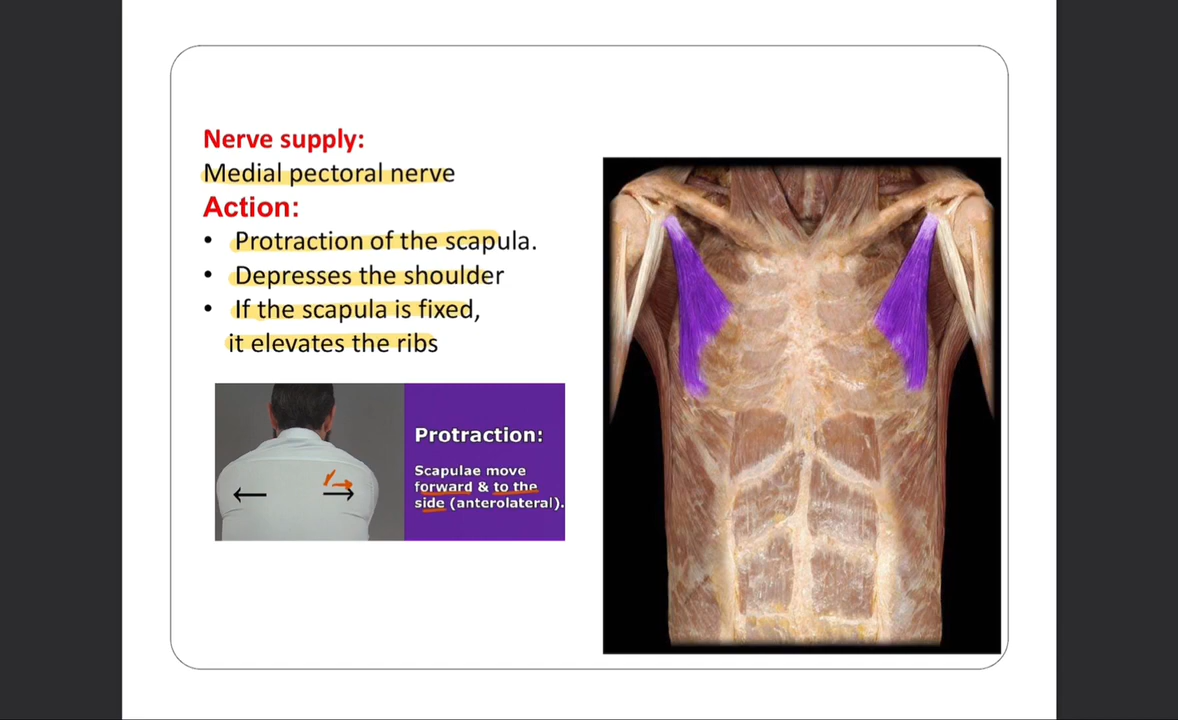 Nerve supply:
Medial pectoral nerve
Action:
• Protraction of the scapula.
• Depresses the shoulder
• If the scapula is fixed,
it elevates the ribs
Protraction:
Scapulae move
forward & to the
side (anterolateral).